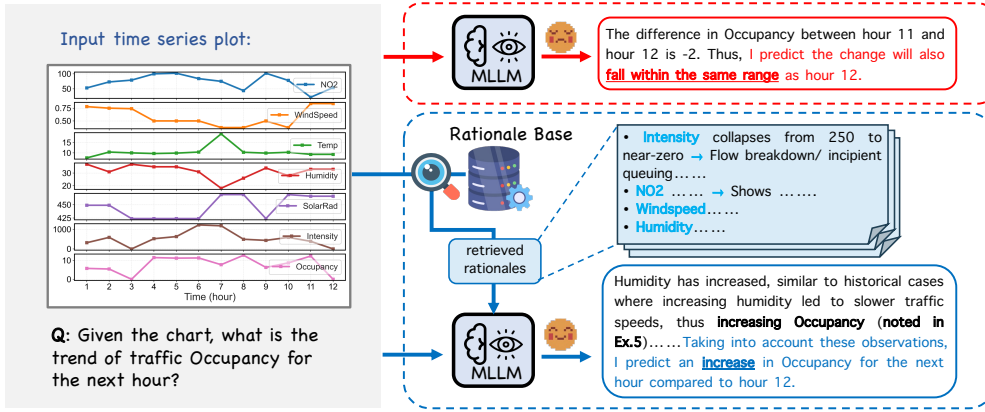 Input time series plot:
100
50
NO2
0.75
0.50
WindSpeed
15
10
Temp
30
20
Humidity
450
425
SolarRad
1000
0
Intensity
10
0
Occupancy
1 2 3 4 5 6 7 8 9 10 11 12
Time (hour)
Q: Given the chart, what is the
trend of traffic Occupancy for
the next hour?
MLLM
The difference in Occupancy between hour 11 and
hour 12 is -2. Thus, I predict the change will also
fall within the same range as hour 12.
Rationale Base
retrieved
rationales
• Intensity collapses from 250 to
near-zero → Flow breakdown/ incipient
queuing......
• NO2 ...... → Shows .......
• Windspeed......
• Humidity......
MLLM
Humidity has increased, similar to historical cases
where increasing humidity led to slower traffic
speeds, thus increasing Occupancy (noted in
Ex.5)......Taking into account these observations,
I predict an increase in Occupancy for the next
hour compared to hour 12.